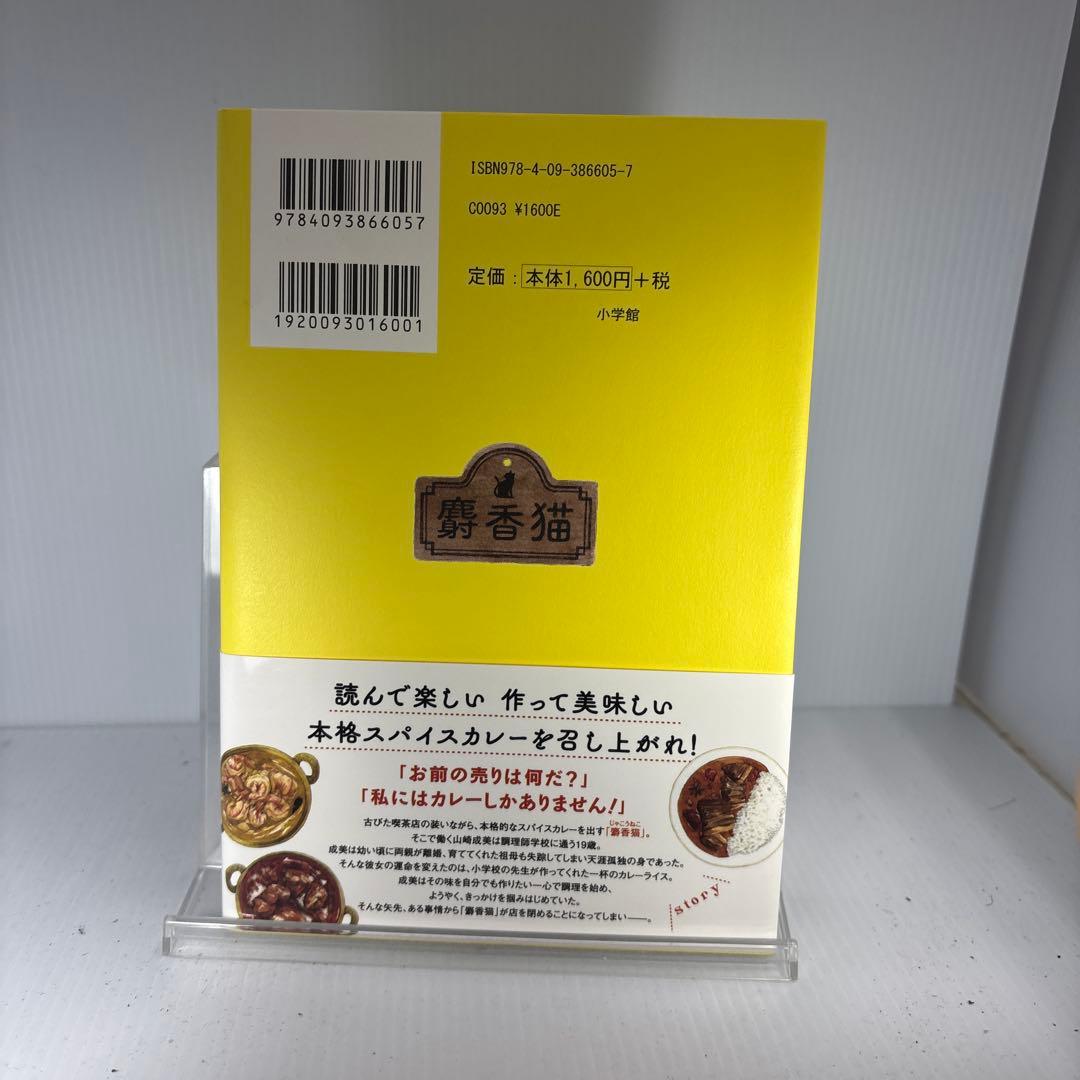 9784093866057
1920093016001
ISBN978-4-09-386605-7
C0093 ¥1600E
定価：本体1,600円＋税
小学館
麝香猫
読んで楽しい 作って美味しい
本格スパイスカレーを召し上がれ！
「お前の売りは何だ？」
「私にはカレーしかありません！」
じゃこうねこ
古びた喫茶店の装いながら、本格的なスパイスカレーを出す「麝香猫」。
そこで働く山崎成美は調理師学校に通う19歳。
成美は幼い頃に両親が離婚、育ててくれた祖母も失踪してしまい天涯孤独の身であった。
そんな彼女の運命を変えたのは、小学校の先生が作ってくれた一杯のカレーライス。
成美はその味を自分でも作りたい一心で調理を始め、
ようやく、きっかけを掴みはじめていた。
そんな矢先、ある事情から「麝香猫」が店を閉めることになってしまい――。
story